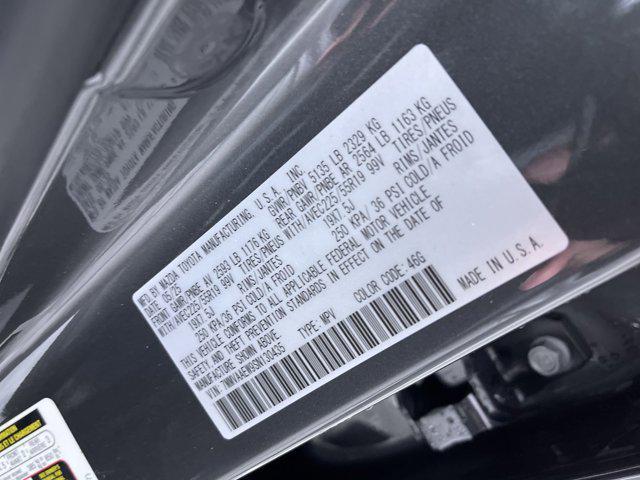 MFD BY MAZDA TOYOTA MANUFACTURING, U.S.A., INC.
DATE 05/25 GWR/PNBV 5135 LB 2329 KG
FRONT GAWR/PNBE AV 2593 LB 1176 KG REAR GAWR/PNBE AR 2564 LB 1163 KG
WITH/AVEC225/55R19 99V TIRES/PNEUS WITH/AVEC225/55R19 99V TIRES/PNEUS
19X7.5J RIMS/JANTES 19X7.5J RIMS/JANTES
250 KPA/36 PSI COLD/A FROID 250 KPA/36 PSI COLD/A FROID
THIS VEHICLE CONFORMS TO ALL APPLICABLE FEDERAL MOTOR VEHICLE
SAFETY THEFT PREVENTION STANDARDS IN EFFECT ON THE DATE OF
MANUFACTURE SHOWN ABOVE.
TYPE: MPV COLOR CODE: 46G
MADE IN U.S.A.